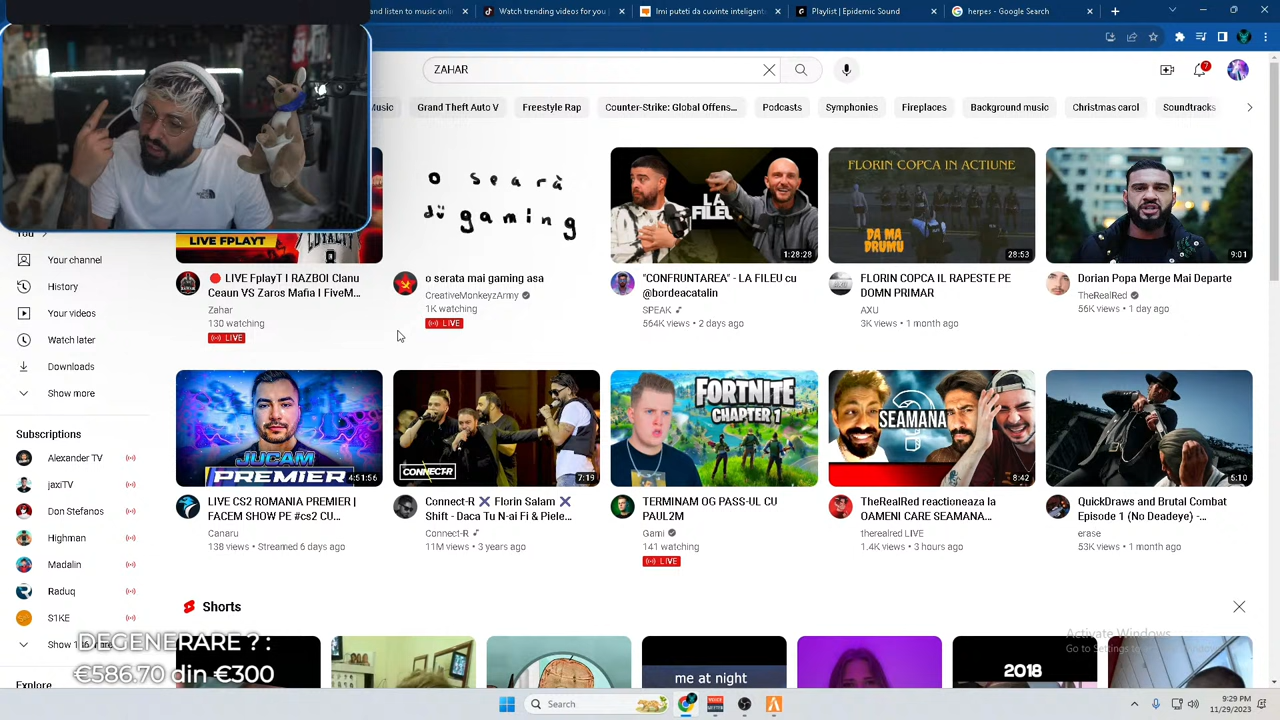 and listen to music onli
Watch trending videos for you
Imi puteti da cuvinte inteligent
Playlist | Epidemic Sound
herpes - Google Search
ZAHAR
7
Music
Grand Theft Auto V
Freestyle Rap
Counter-Strike: Global Offens...
Podcasts
Symphonies
Fireplaces
Background music
Christmas carol
Soundtracks
You
Your channel
History
Your videos
Watch later
Downloads
Show more
Subscriptions
Alexander TV
jaxiTV
Don Stefanos
Highman
Madalin
Raduq
S1KE
Explore
LIVE FPLAYT
🔴 LIVE FplayT I RAZBOI Clanu
Ceaun VS Zaros Mafia I FiveM...
Zahar
130 watching
LIVE
o seară
dü gaming
o serata mai gaming asa
CreativeMonkeyzArmy
1K watching
LIVE
LA
FILEU
1:28:28
"CONFRUNTAREA" - LA FILEU cu
@bordeacatalin
SPEAK
564K views • 2 days ago
FLORIN COPCA IN ACTIUNE
DA MA
DRUMU
28:53
FLORIN COPCA IL RAPESTE PE
DOMN PRIMAR
AXU
3K views • 1 month ago
9:01
Dorian Popa Merge Mai Departe
TheRealRed
56K views • 1 day ago
JUCAM
PREMIER
4:51:56
LIVE CS2 ROMANIA PREMIER |
FACEM SHOW PE #cs2 CU...
Canaru
138 views • Streamed 6 days ago
CONNECT-R
7:19
Connect-R ❌ Florin Salam ❌
Shift - Daca Tu N-ai Fi & Piele...
Connect-R
11M views • 3 years ago
FORTNITE
CHAPTER 1
TERMINAM OG PASS-UL CU
PAUL2M
Gami
141 watching
LIVE
SEAMANA
8:42
TheRealRed reactioneaza la
OAMENI CARE SEAMANA...
therealred LIVE
1.4K views • 3 hours ago
5:10
QuickDraws and Brutal Combat
Episode 1 (No Deadeye) -...
erase
53K views • 1 month ago
Shorts
me at night
2018
DEGENERARE ? :
€586.70 din €300
Activate Windows
Go to Settings to activate Windows.
Search
9:29 PM
11/29/2023